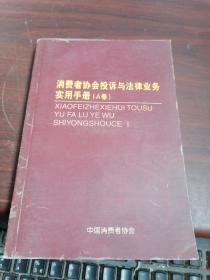 消费者协会投诉与法律业务
实用手册（A卷）
XIAOFEIZHEXIEHUI TOUSU
YU FA LU YE WU
SHIYONGSHOUCE
中国消费者协会